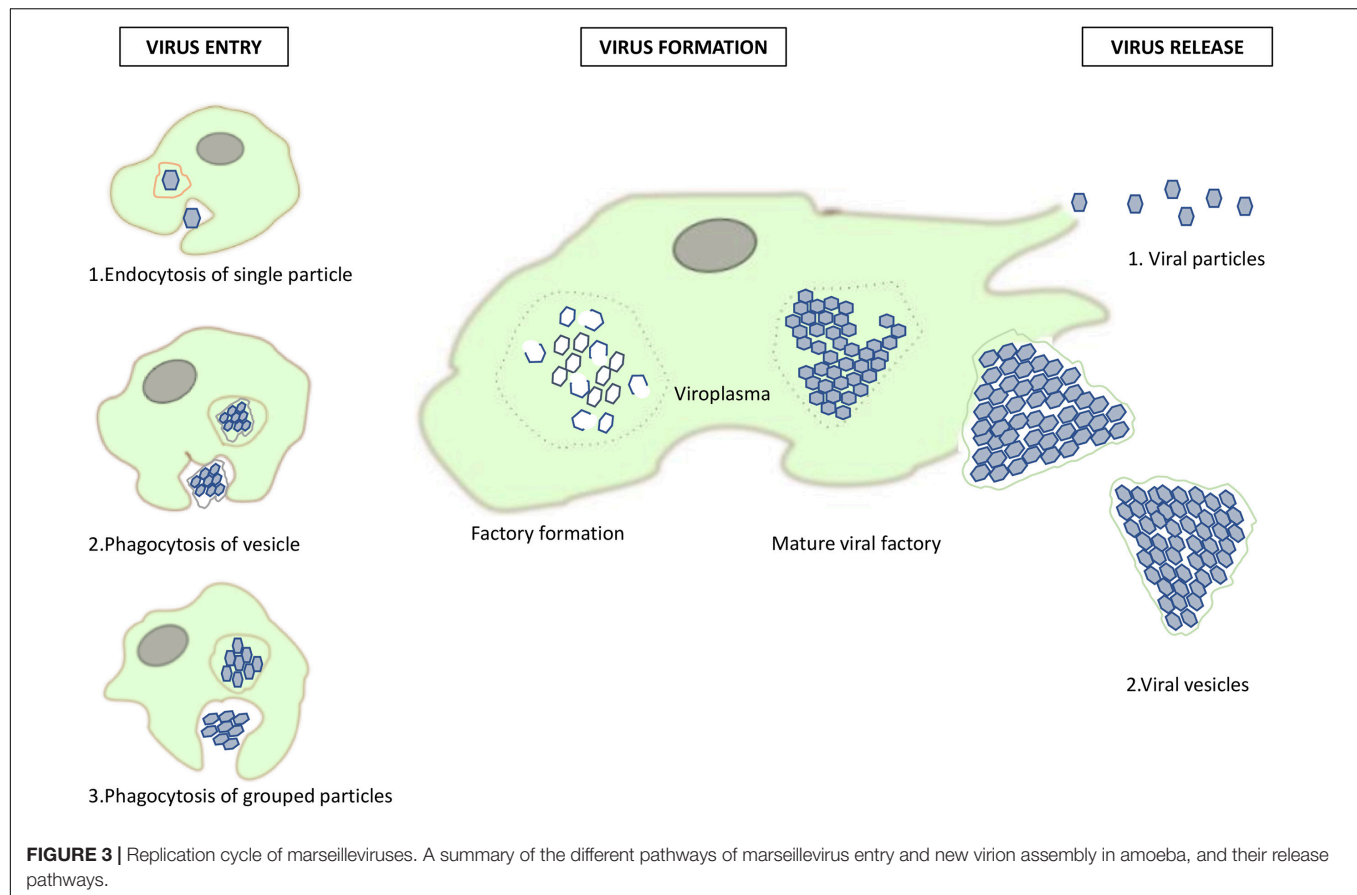 VIRUS ENTRY
VIRUS FORMATION
VIRUS RELEASE
1.Endocytosis of single particle
2.Phagocytosis of vesicle
3.Phagocytosis of grouped particles
Viroplasma
Factory formation
Mature viral factory
1. Viral particles
2.Viral vesicles
FIGURE 3 | Replication cycle of marseilleviruses. A summary of the different pathways of marseillevirus entry and new virion assembly in amoeba, and their release
pathways.